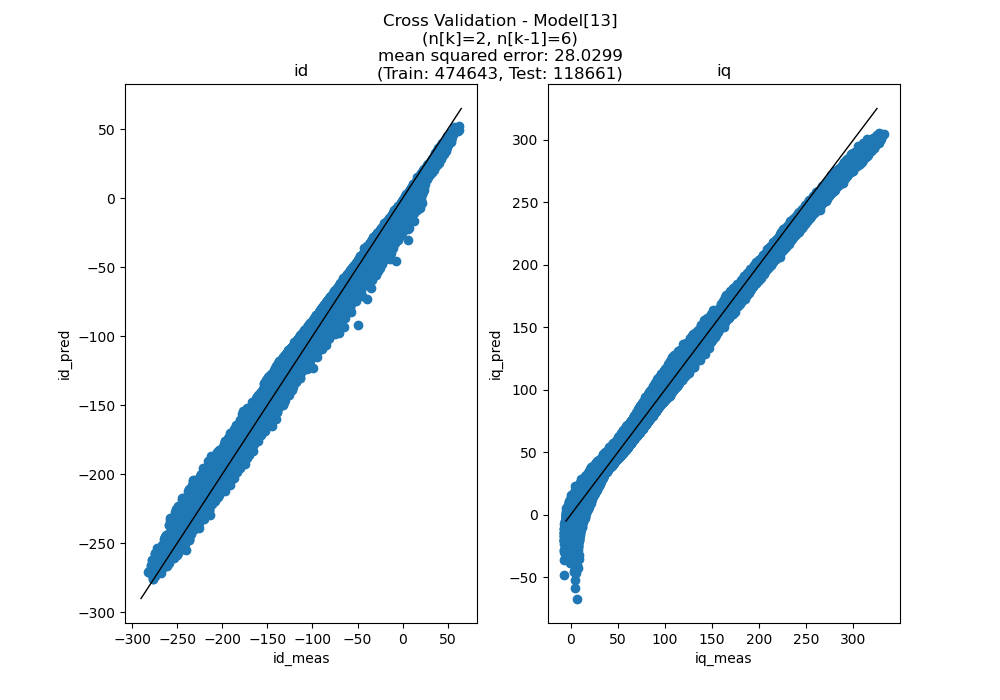 Cross Validation - Model[13]
(n[k]=2, n[k-1]=6)
mean squared error: 28.0299
(Train: 474643, Test: 118661)
id
iq
50
0
−50
−100
−150
−200
−250
−300
id_pred
−300 −250 −200 −150 −100 −50 0 50
id_meas
300
250
200
150
100
50
0
−50
iq_pred
0 50 100 150 200 250 300
iq_meas